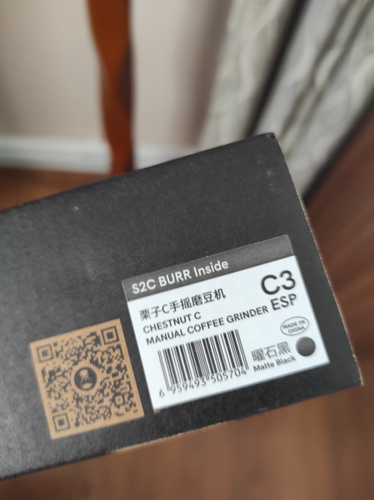 S2C BURR Inside
栗子C手摇磨豆机
CHESTNUT C
MANUAL COFFEE GRINDER
C3
ESP
MADE IN
CHINA
曜石黑
Matte Black
6 959493 505704